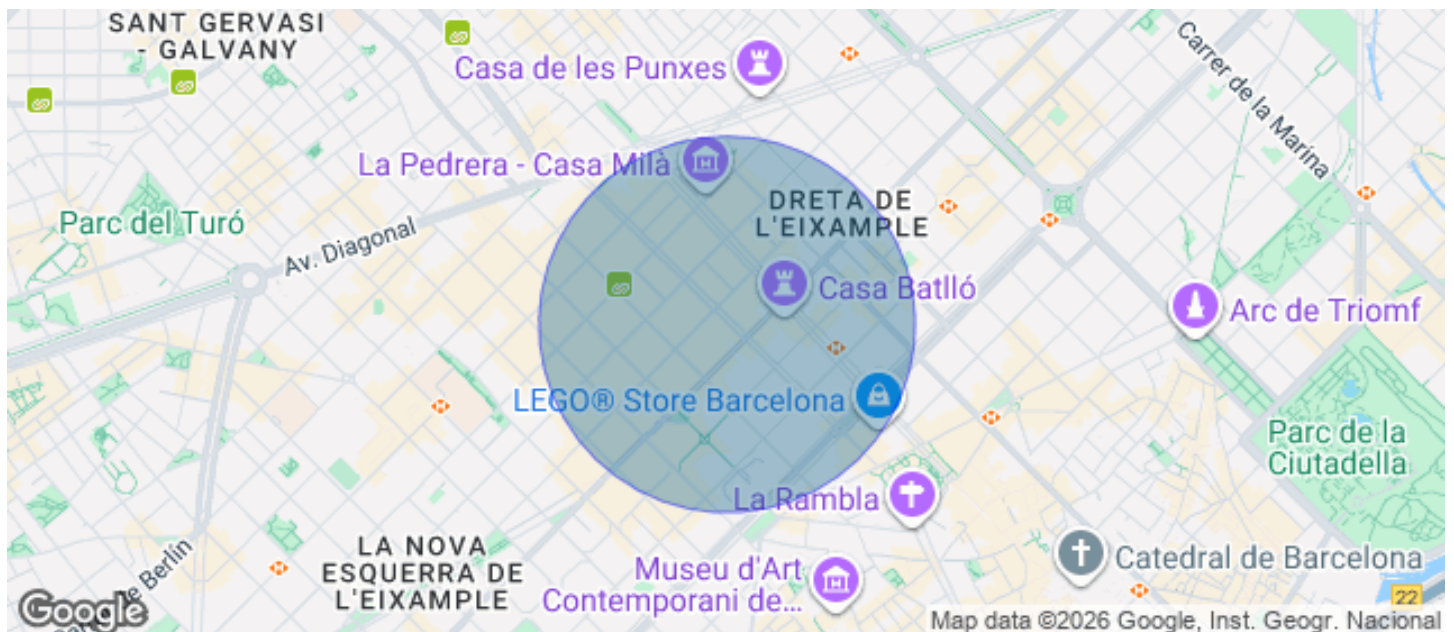 SANT GERVASI
- GALVANY
Casa de les Punxes
Carrer de la Marina
La Pedrera - Casa Milà
DRETA DE
L'EIXAMPLE
Parc del Turó
Av. Diagonal
Casa Batlló
Arc de Triomf
LEGO® Store Barcelona
Parc de la
Ciutadella
La Rambla
LA NOVA
ESQUERRA DE
L'EIXAMPLE
Museu d'Art
Contemporani de...
Catedral de Barcelona
de Berlín
22
Google
Map data ©2026 Google, Inst. Geogr. Nacional